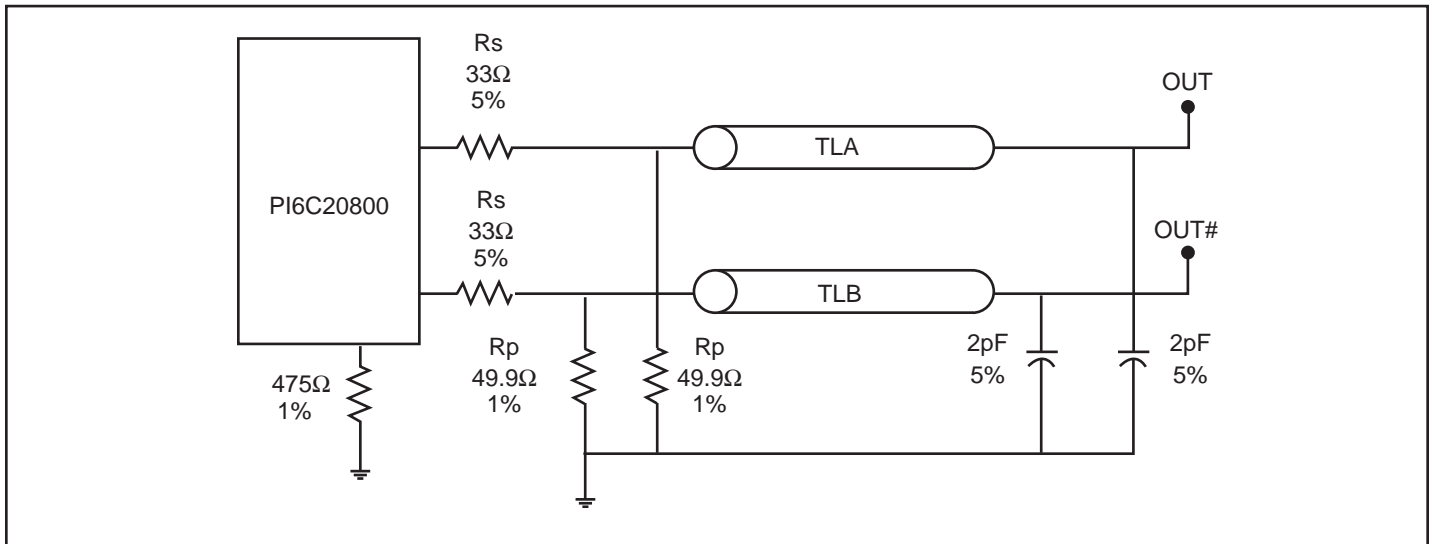 Rs
33Ω
5%
OUT
TLA
PI6C20800
Rs
33Ω
5%
OUT#
TLB
Rp
49.9Ω
1%
Rp
49.9Ω
1%
2pF
5%
2pF
5%
475Ω
1%